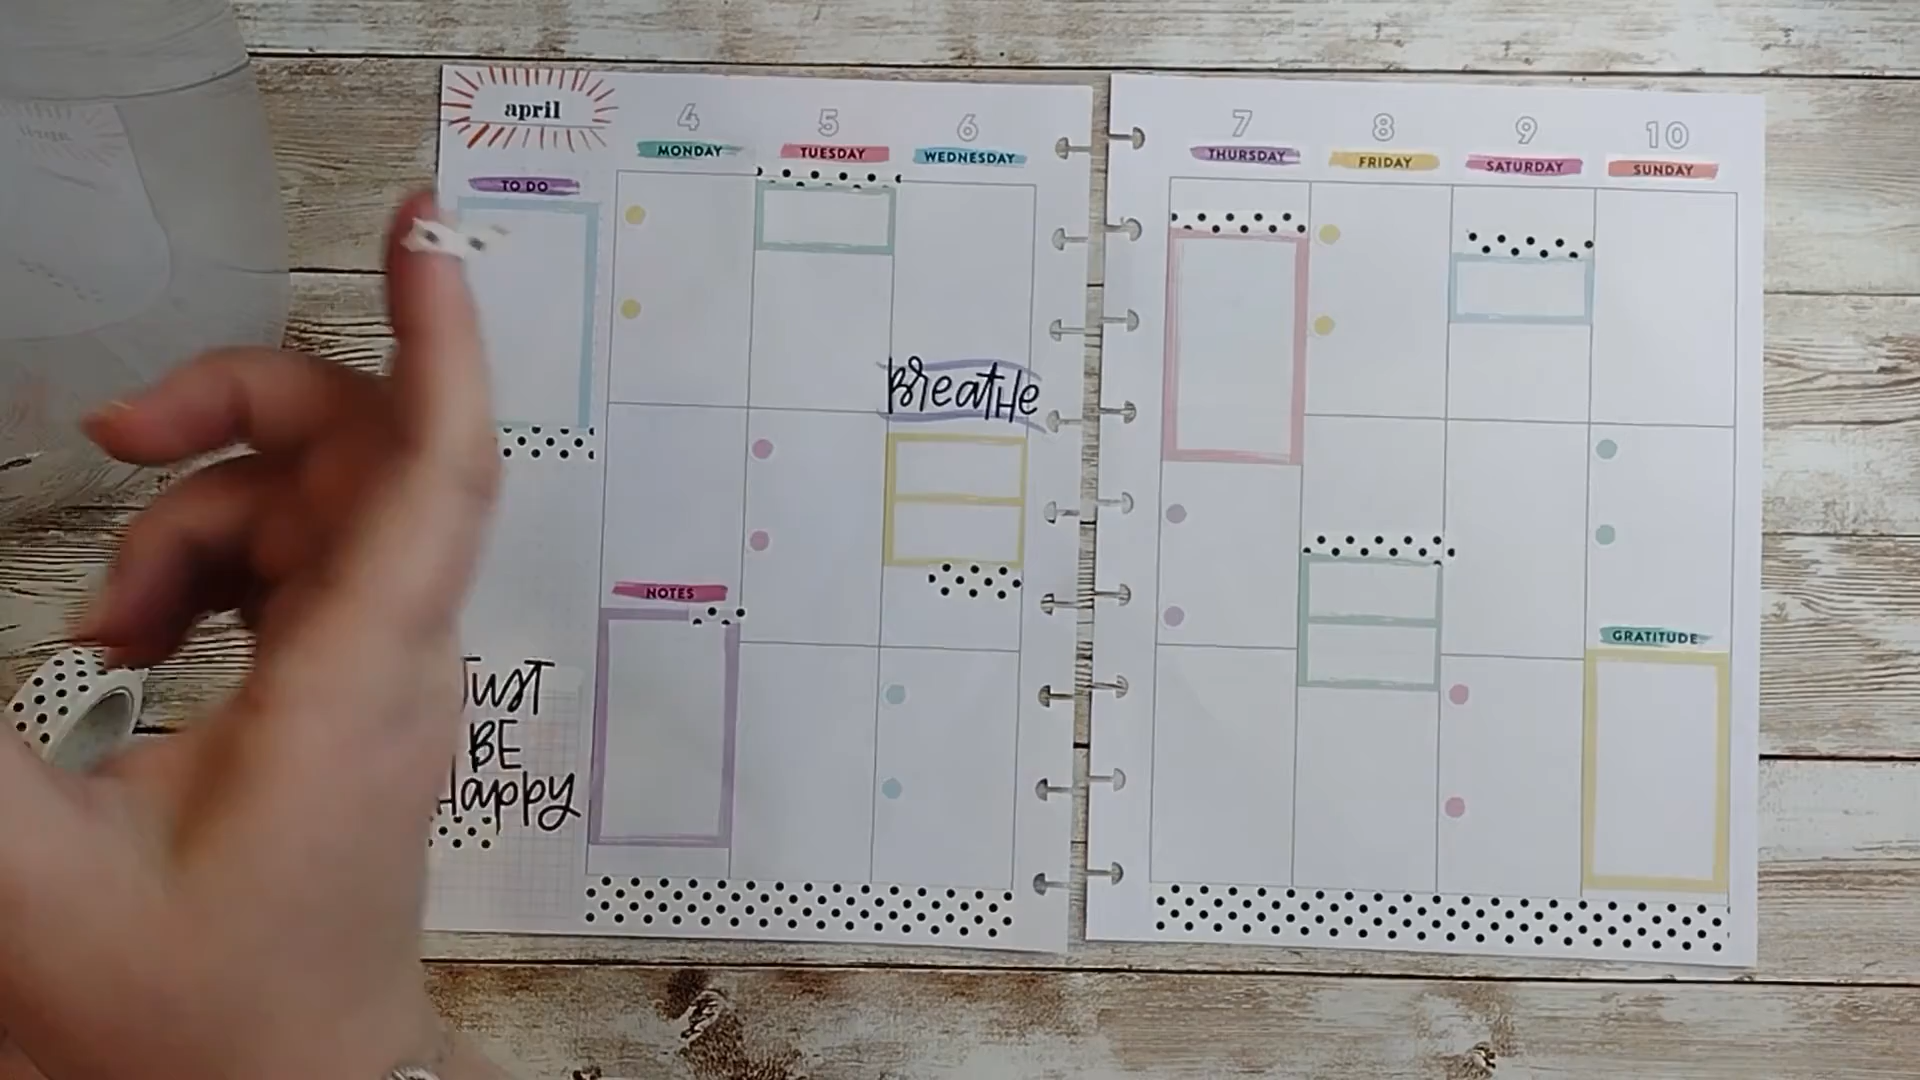 april
4 5 6
MONDAY TUESDAY WEDNESDAY
7 8 9 10
THURSDAY FRIDAY SATURDAY SUNDAY
TO DO
BreatHe
NOTES
GRATITUDE
Just
BE
Happy